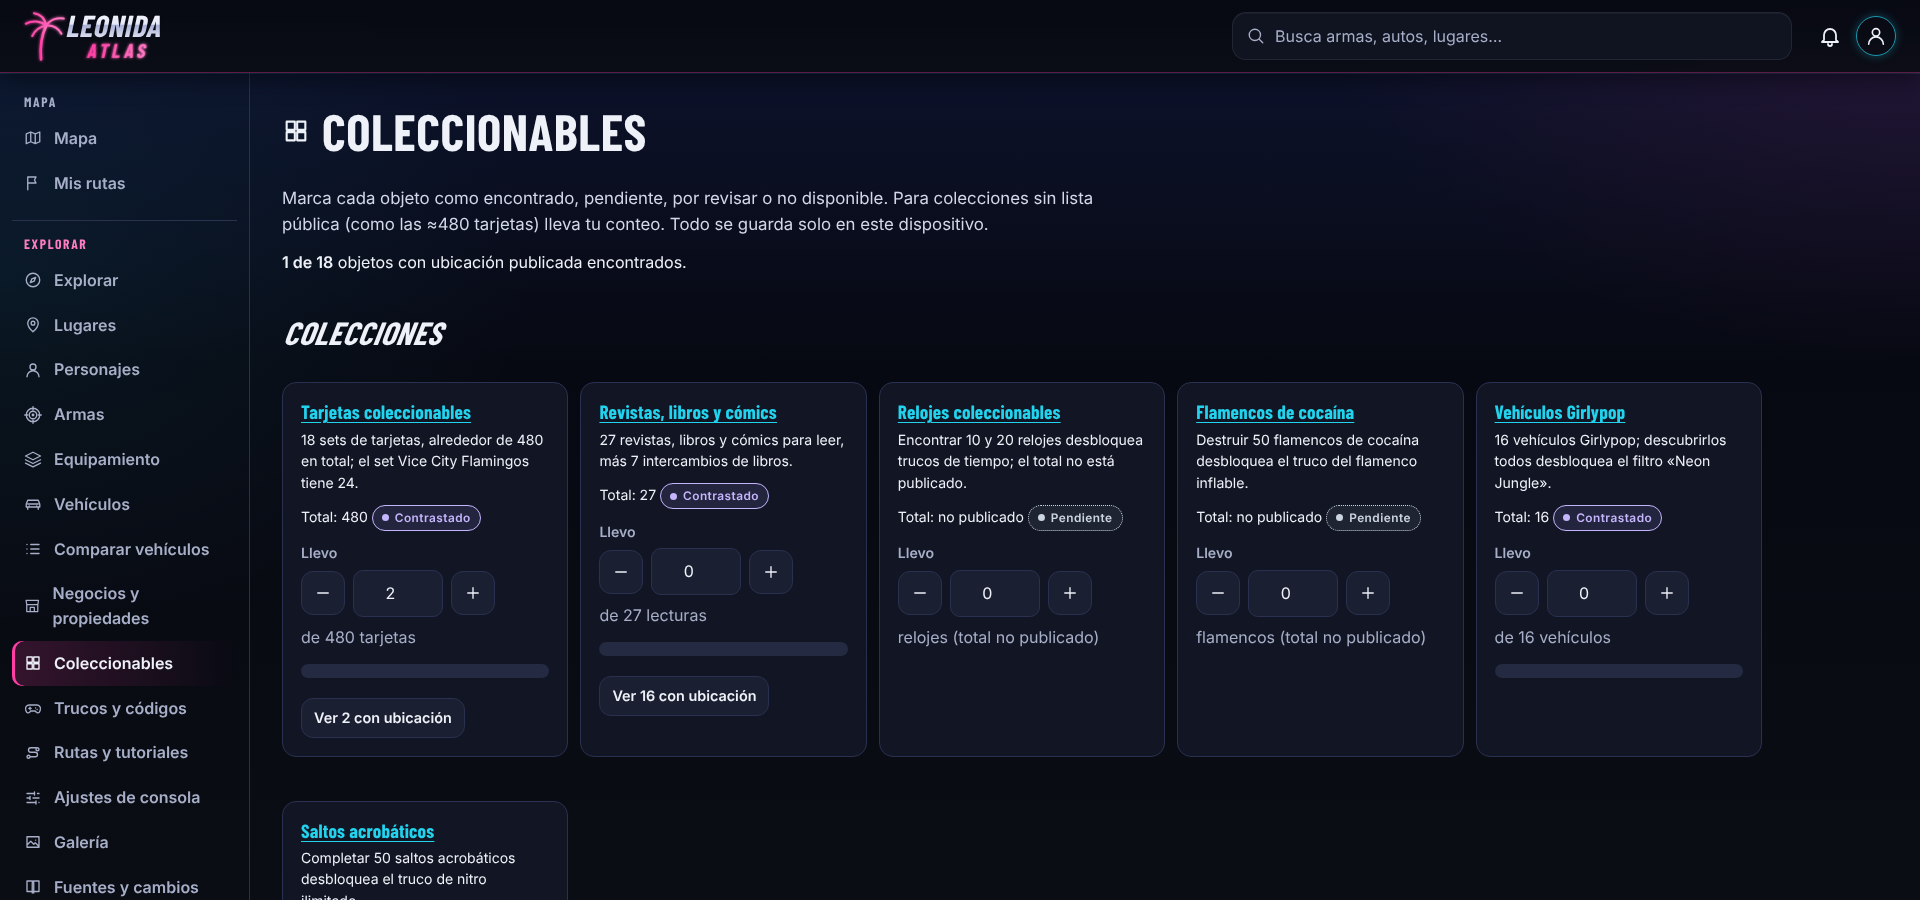 LEONIDA
ATLAS
Busca armas, autos, lugares...
MAPA
Mapa
Mis rutas
EXPLORAR
Explorar
Lugares
Personajes
Armas
Equipamiento
Vehículos
Comparar vehículos
Negocios y
propiedades
Coleccionables
Trucos y códigos
Rutas y tutoriales
Ajustes de consola
Galería
Fuentes y cambios
COLECCIONABLES
Marca cada objeto como encontrado, pendiente, por revisar o no disponible. Para colecciones sin lista
pública (como las ≈480 tarjetas) lleva tu conteo. Todo se guarda solo en este dispositivo.
1 de 18 objetos con ubicación publicada encontrados.
COLECCIONES
Tarjetas coleccionables
18 sets de tarjetas, alrededor de 480
en total; el set Vice City Flamingos
tiene 24.
Total: 480 Contrastado
Llevo
− 2 +
de 480 tarjetas
Ver 2 con ubicación
Revistas, libros y cómics
27 revistas, libros y cómics para leer,
más 7 intercambios de libros.
Total: 27 Contrastado
Llevo
− 0 +
de 27 lecturas
Ver 16 con ubicación
Relojes coleccionables
Encontrar 10 y 20 relojes desbloquea
trucos de tiempo; el total no está
publicado.
Total: no publicado Pendiente
Llevo
− 0 +
relojes (total no publicado)
Flamencos de cocaína
Destruir 50 flamencos de cocaína
desbloquea el truco del flamenco
inflable.
Total: no publicado Pendiente
Llevo
− 0 +
flamencos (total no publicado)
Vehículos Girlypop
16 vehículos Girlypop; descubrirlos
todos desbloquea el filtro «Neon
Jungle».
Total: 16 Contrastado
Llevo
− 0 +
de 16 vehículos
Saltos acrobáticos
Completar 50 saltos acrobáticos
desbloquea el truco de nitro